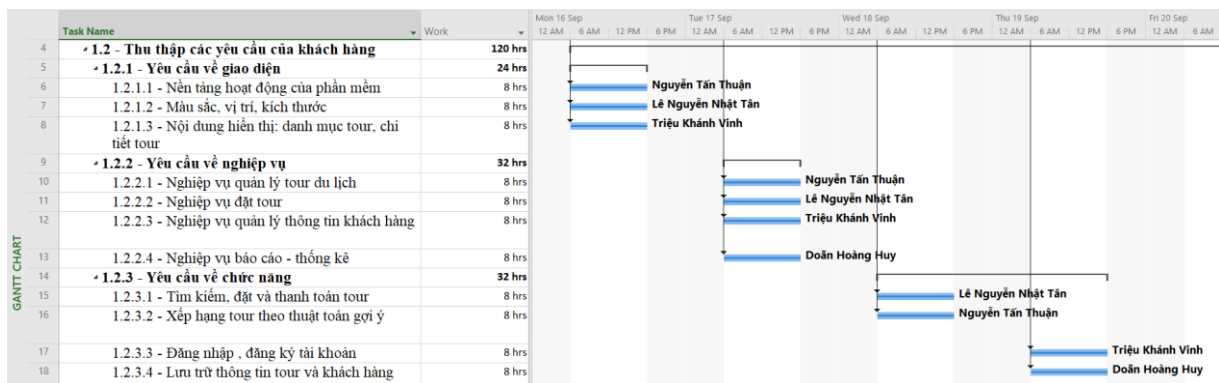 Mon 16 Sep Tue 17 Sep Wed 18 Sep Thu 19 Sep Fri 20 Sep
Task Name Work 12 AM 6 AM 12 PM 6 PM 12 AM 6 AM 12 PM 6 PM 12 AM 6 AM 12 PM 6 PM 12 AM 6 AM 12 PM 6 PM 12 AM 6 AM
GANTT CHART
4 1.2 - Thu thập các yêu cầu của khách hàng 120 hrs
5 1.2.1 - Yêu cầu về giao diện 24 hrs
6 1.2.1.1 - Nền tảng hoạt động của phần mềm 8 hrs Nguyễn Tấn Thuận
7 1.2.1.2 - Màu sắc, vị trí, kích thước 8 hrs Lê Nguyễn Nhật Tân
8 1.2.1.3 - Nội dung hiển thị: danh mục tour, chi 8 hrs Triệu Khánh Vinh
tiết tour
9 1.2.2 - Yêu cầu về nghiệp vụ 32 hrs
10 1.2.2.1 - Nghiệp vụ quản lý tour du lịch 8 hrs Nguyễn Tấn Thuận
11 1.2.2.2 - Nghiệp vụ đặt tour 8 hrs Lê Nguyễn Nhật Tân
12 1.2.2.3 - Nghiệp vụ quản lý thông tin khách hàng 8 hrs Triệu Khánh Vinh
13 1.2.2.4 - Nghiệp vụ báo cáo - thống kê 8 hrs Doãn Hoàng Huy
14 1.2.3 - Yêu cầu về chức năng 32 hrs
15 1.2.3.1 - Tìm kiếm, đặt và thanh toán tour 8 hrs Lê Nguyễn Nhật Tân
16 1.2.3.2 - Xếp hạng tour theo thuật toán gợi ý 8 hrs Nguyễn Tấn Thuận
17 1.2.3.3 - Đăng nhập , đăng ký tài khoản 8 hrs Triệu Khánh Vinh
18 1.2.3.4 - Lưu trữ thông tin tour và khách hàng 8 hrs Doãn Hoàng Huy